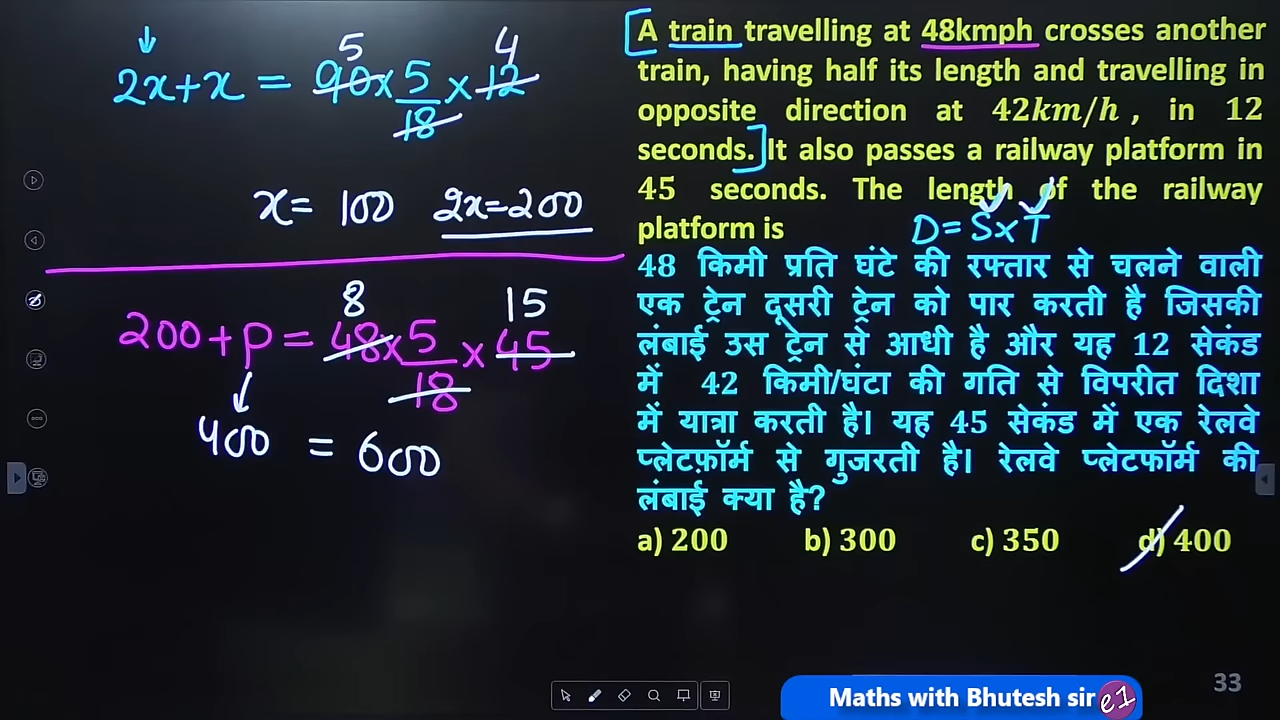 2x+x = 90×5/18×12
5
4
x= 100 2x=200
200+p= 48×5/18×45
8
15
400 = 600
A train travelling at 48kmph crosses another
train, having half its length and travelling in
opposite direction at 42km/h , in 12
seconds. It also passes a railway platform in
45 seconds. The length of the railway
platform is
D= S×T
48 किमी प्रति घंटे की रफ्तार से चलने वाली
एक ट्रेन दूसरी ट्रेन को पार करती है जिसकी
लंबाई उस ट्रेन से आधी है और यह 12 सेकंड
में 42 किमी/घंटा की गति से विपरीत दिशा
में यात्रा करती है। यह 45 सेकंड में एक रेलवे
प्लेटफ़ॉर्म से गुजरती है। रेलवे प्लेटफॉर्म की
लंबाई क्या है?
a) 200 b) 300 c) 350 d) 400
33
Maths with Bhutesh sir e1